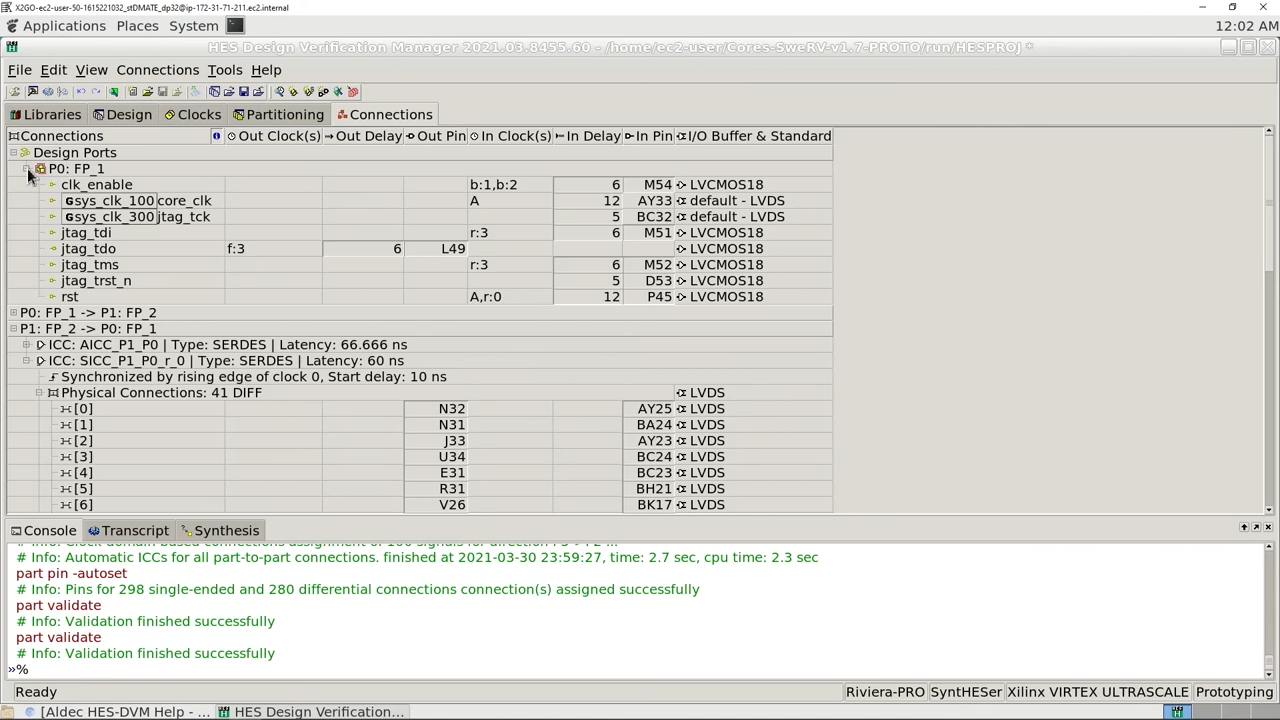 X2GO-ec2-user-50-1615221032_stDMATE_dp32@ip-172-31-71-211.ec2.internal
Applications Places System 12:02 AM
HES Design Verification Manager 2021.03.8455.60 - /home/ec2-user/Cores-SweRV-v1.7-PROTO/run/HESPROJ *
File Edit View Connections Tools Help
Libraries Design Clocks Partitioning Connections
Connections Out Clock(s) Out Delay Out Pin In Clock(s) In Delay In Pin I/O Buffer & Standard
Design Ports
P0: FP_1
clk_enable b:1,b:2 6 M54 LVCMOS18
G sys_clk_100 core_clk A 12 AY33 default - LVDS
G sys_clk_300 jtag_tck 5 BC32 default - LVDS
jtag_tdi r:3 6 M51 LVCMOS18
jtag_tdo f:3 6 L49 LVCMOS18
jtag_tms r:3 6 M52 LVCMOS18
jtag_trst_n 5 D53 LVCMOS18
rst A,r:0 12 P45 LVCMOS18
P0: FP_1 -> P1: FP_2
P1: FP_2 -> P0: FP_1
ICC: AICC_P1_P0 | Type: SERDES | Latency: 66.666 ns
ICC: SICC_P1_P0_r_0 | Type: SERDES | Latency: 60 ns
Synchronized by rising edge of clock 0, Start delay: 10 ns
Physical Connections: 41 DIFF LVDS
[0] N32 AY25 LVDS
[1] N31 BA24 LVDS
[2] J33 AY23 LVDS
[3] U34 BC24 LVDS
[4] E31 BC23 LVDS
[5] R31 BH21 LVDS
[6] V26 BK17 LVDS
Console Transcript Synthesis
# Info: Automatic ICCs for all part-to-part connections. finished at 2021-03-30 23:59:27, time: 2.7 sec, cpu time: 2.3 sec
part pin -autoset
# Info: Pins for 298 single-ended and 280 differential connections connection(s) assigned successfully
part validate
# Info: Validation finished successfully
part validate
# Info: Validation finished successfully
»%
Ready Riviera-PRO SyntHESer Xilinx VIRTEX ULTRASCALE Prototyping
[Aldec HES-DVM Help - ... HES Design Verification...